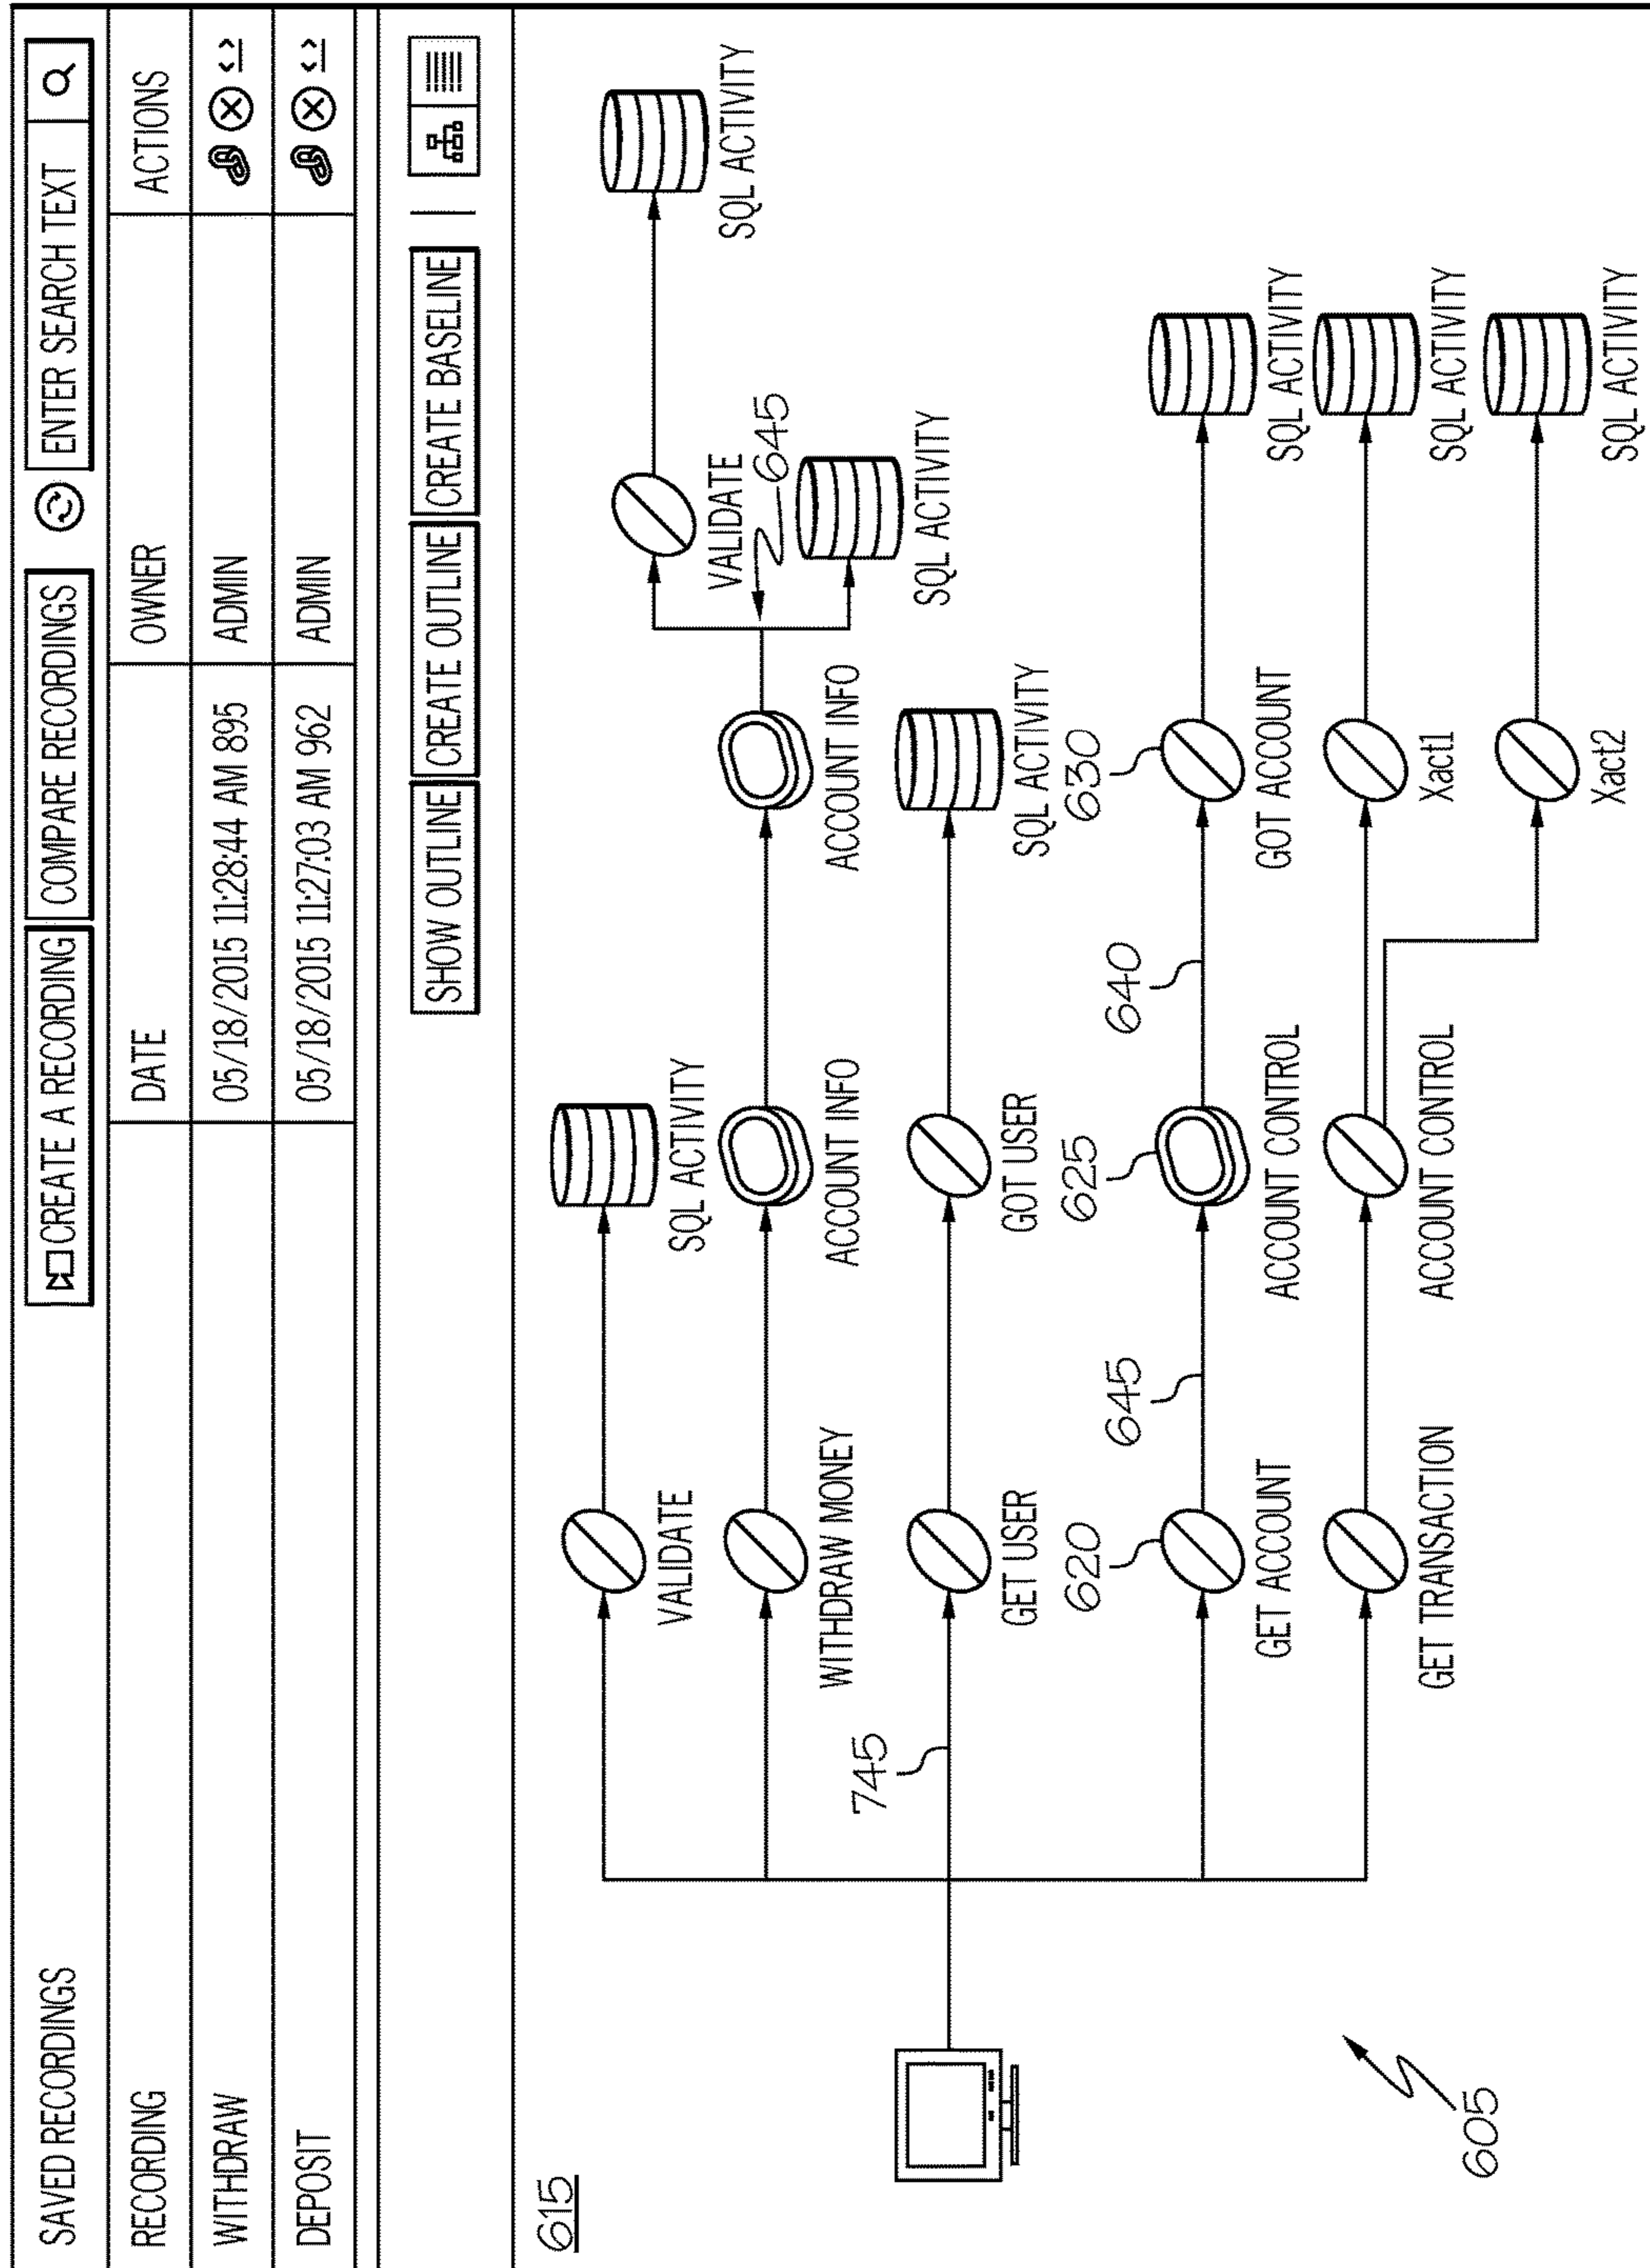 SAVED RECORDINGS CREATE A RECORDING COMPARE RECORDINGS ENTER SEARCH TEXT
RECORDING DATE OWNER ACTIONS
WITHDRAW 05/18/2015 11:28:44 AM 895 ADMIN
DEPOSIT 05/18/2015 11:27:03 AM 962 ADMIN
SHOW OUTLINE CREATE OUTLINE CREATE BASELINE
615
VALIDATE
SQL ACTIVITY
VALIDATE
SQL ACTIVITY
645
WITHDRAW MONEY
ACCOUNT INFO
ACCOUNT INFO
SQL ACTIVITY
745
GET USER
GOT USER
SQL ACTIVITY
620
645
625
640
630
GET ACCOUNT
ACCOUNT CONTROL
GOT ACCOUNT
SQL ACTIVITY
GET TRANSACTION
ACCOUNT CONTROL
Xact1
SQL ACTIVITY
Xact2
SQL ACTIVITY
605